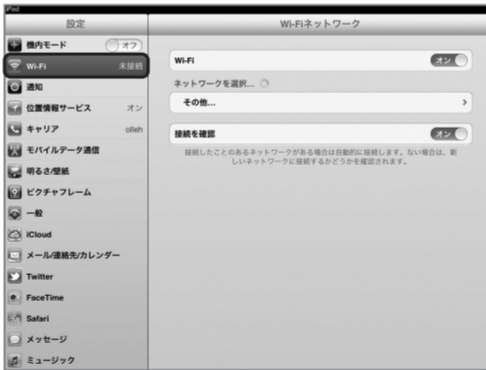 iPad
設定
機内モード オフ
Wi-Fi 未接続
通知
位置情報サービス オン
キャリア olleh
モバイルデータ通信
明るさ/壁紙
ピクチャフレーム
一般
iCloud
メール/連絡先/カレンダー
Twitter
FaceTime
Safari
メッセージ
ミュージック
Wi-Fiネットワーク
Wi-Fi オン
ネットワークを選択...
その他...
接続を確認 オン
接続したことのあるネットワークがある場合は自動的に接続します。ない場合は、新
しいネットワークに接続するかどうかを確認されます。